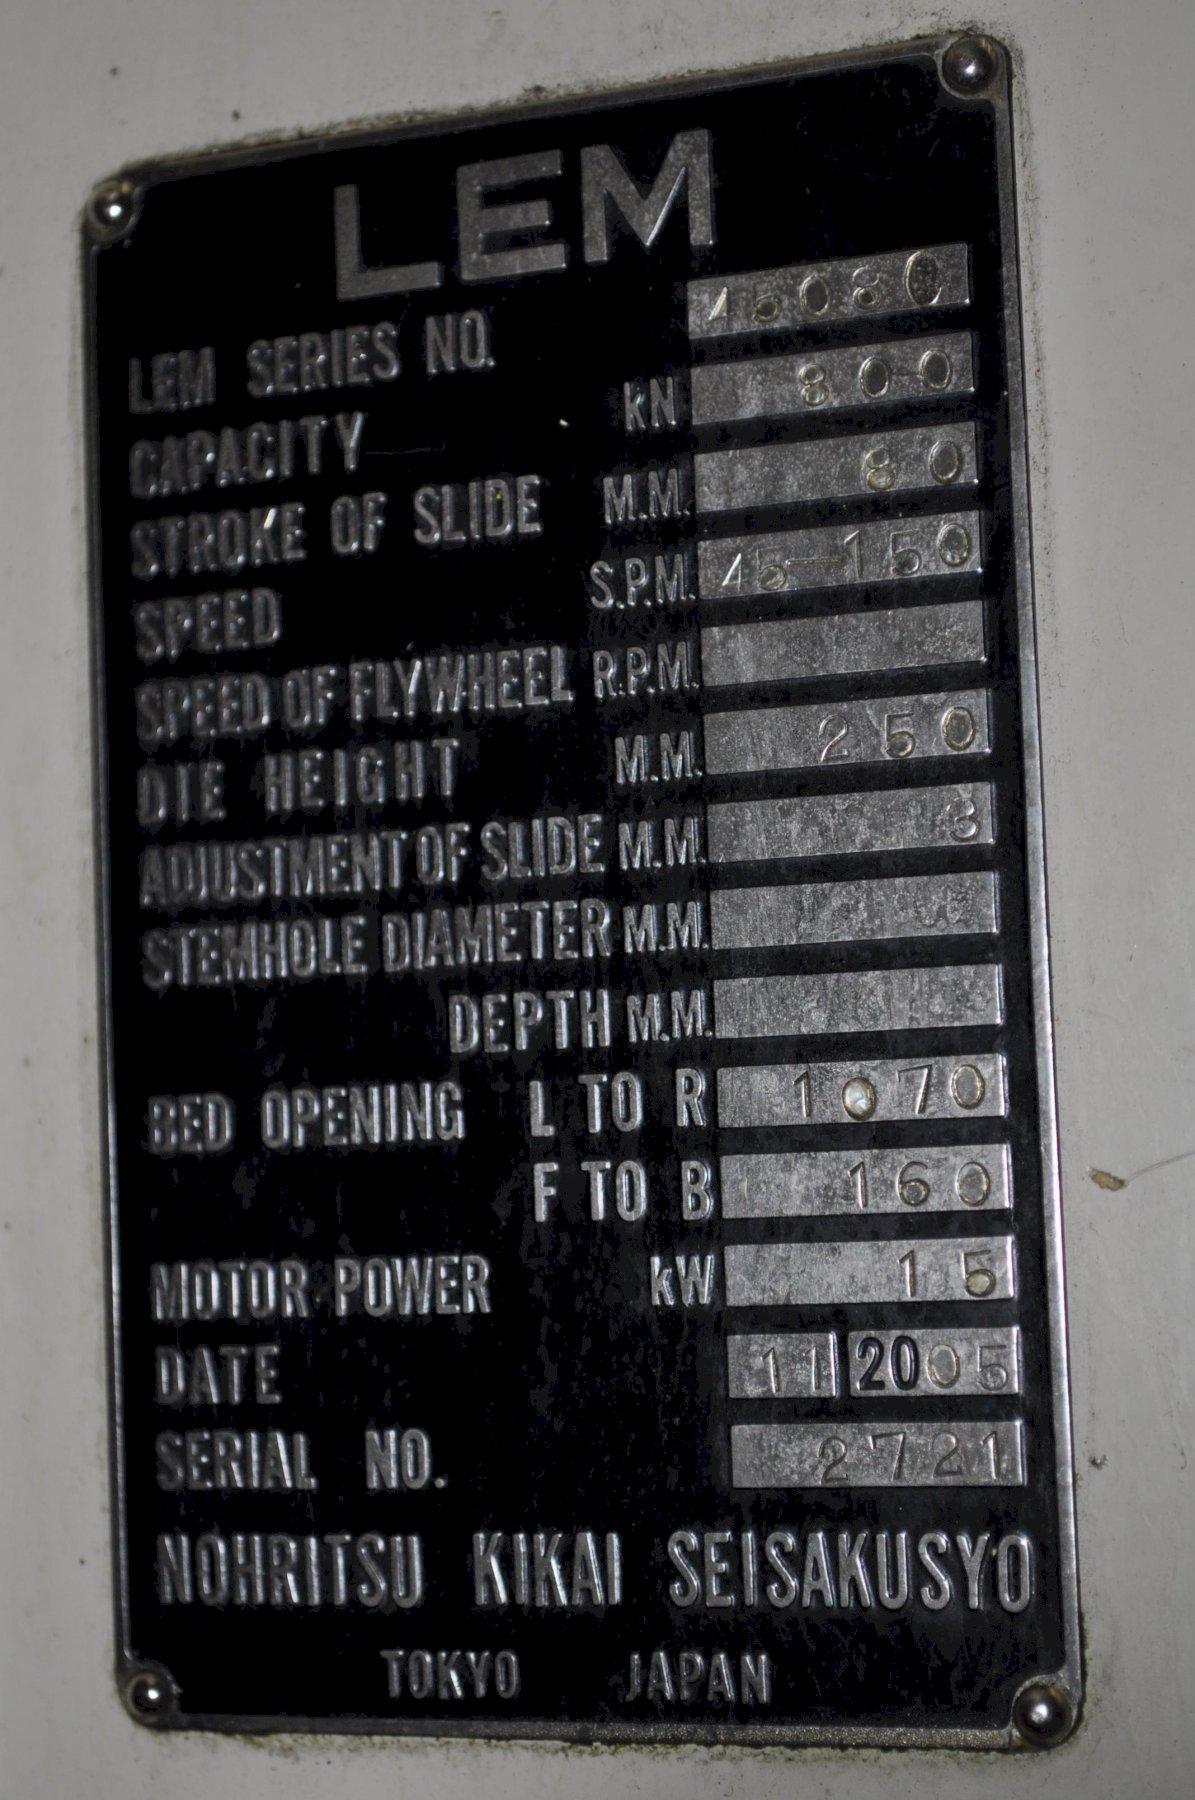 LEM
LEM SERIES NO.
CAPACITY kN 800
STROKE OF SLIDE M.M. 80
SPEED S.P.M. 45-150
SPEED OF FLYWHEEL R.P.M.
DIE HEIGHT M.M. 250
ADJUSTMENT OF SLIDE M.M. 3
STEMHOLE DIAMETER M.M.
DEPTH M.M.
BED OPENING L TO R 1070
F TO B 160
MOTOR POWER kW 15
DATE 11 2005
SERIAL NO. 2721
NOHRITSU KIKAI SEISAKUSYO
TOKYO JAPAN